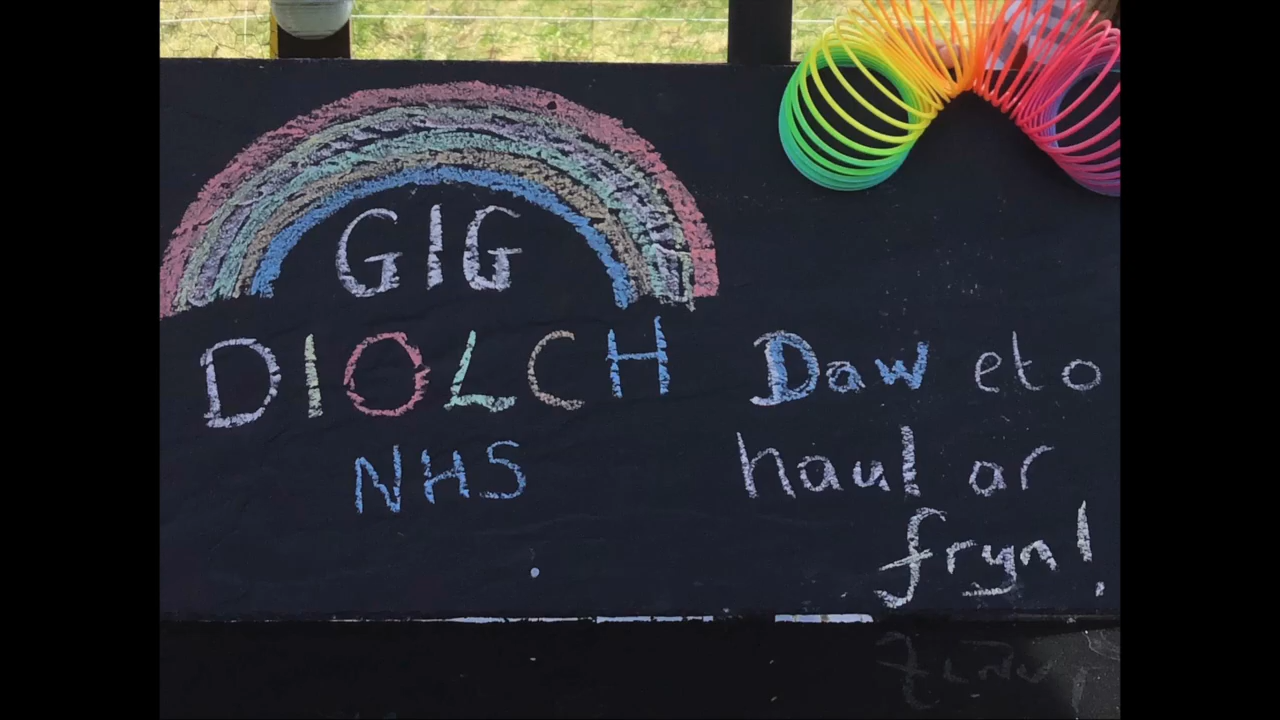 GIG
DIOLCH
NHS
Daw eto
haul ar
fryn!